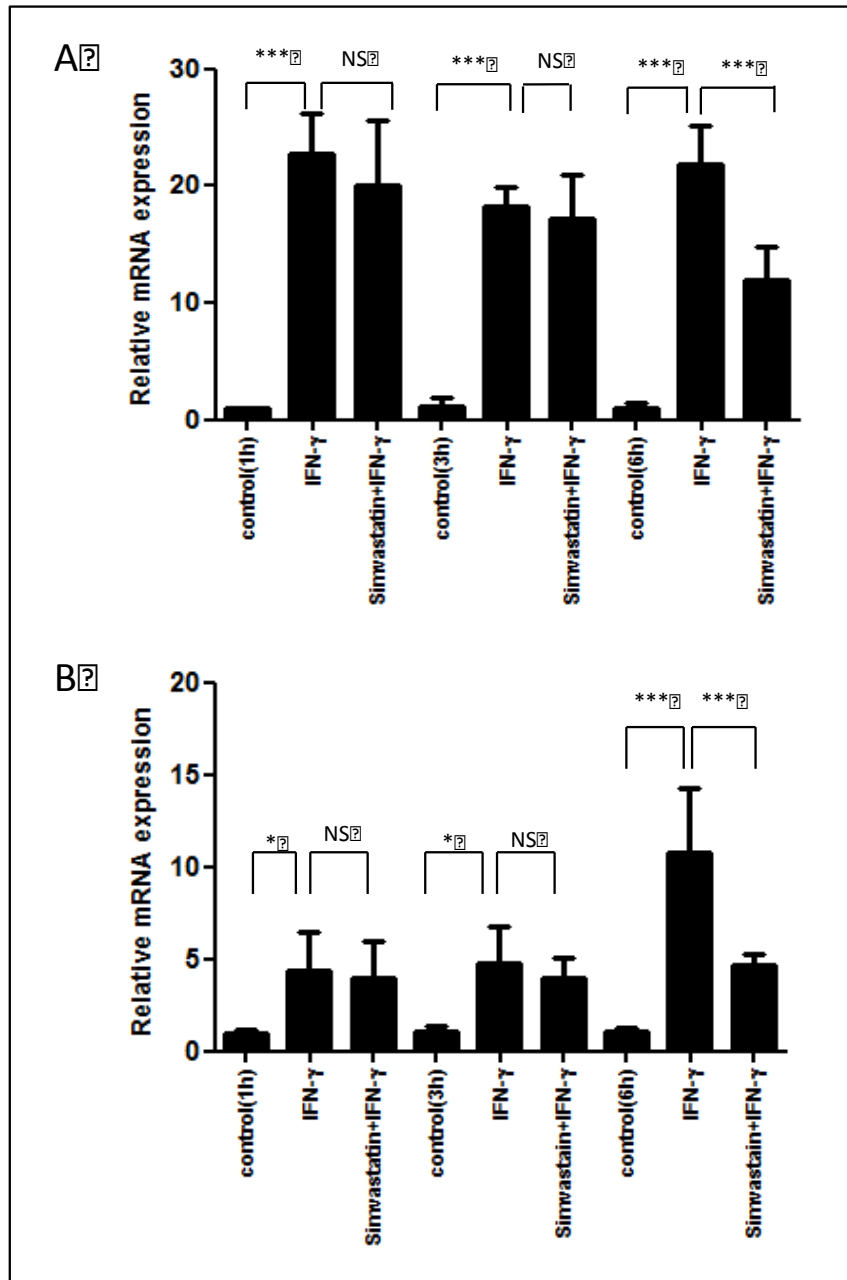 A⍰
***⍰ NS⍰ ***⍰ NS⍰ ***⍰ ***⍰
30
20
10
0
Relative mRNA expression
control(1h)
IFN-γ
Simvastatin+IFN-γ
control(3h)
IFN-γ
Simvastatin+IFN-γ
control(6h)
IFN-γ
Simvastatin+IFN-γ
B⍰
***⍰ ***⍰
*⍰ NS⍰ *⍰ NS⍰
20
15
10
5
0
Relative mRNA expression
control(1h)
IFN-γ
Simvastatin+IFN-γ
control(3h)
IFN-γ
Simvastain+IFN-γ
control(6h)
IFN-γ
Simvastatin+IFN-γ